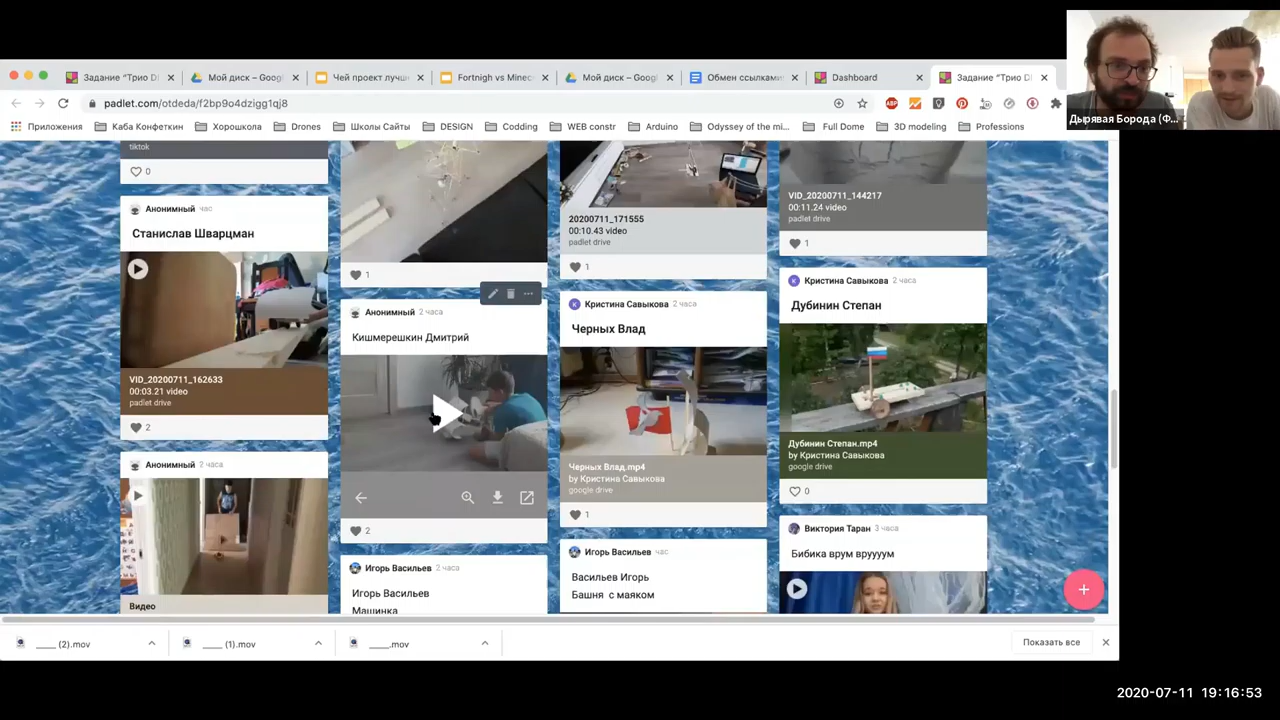 Задание "Трио D
Мой диск – Googl
Чей проект лучш
Fortnigh vs Minec
Мой диск – Googl
Обмен ссылками
Dashboard
Задание "Трио D
padlet.com/otdeda/f2bp9o4dzigg1qj8
Приложения
Каба Конфеткин
Хорошкола
Drones
Школы Сайты
DESIGN
Codding
WEB constr
Arduino
Odyssey of the mi...
Full Dome
3D modeling
Professions
Дырявая Борода (Ф...
tiktok
0
Анонимный час
Станислав Шварцман
VID_20200711_162633
00:03.21 video
padlet drive
2
Анонимный 2 часа
Видео
1
Анонимный 2 часа
Кишмерешкин Дмитрий
2
Игорь Васильев 2 часа
Игорь Васильев
Машинка
20200711_171555
00:10.43 video
padlet drive
1
Кристина Савыкова 2 часа
Черных Влад
Черных Влад.mp4
by Кристина Савыкова
google drive
1
Игорь Васильев час
Васильев Игорь
Башня с маяком
VID_20200711_144217
00:11.24 video
padlet drive
1
Кристина Савыкова 2 часа
Дубинин Степан
Дубинин Степан.mp4
by Кристина Савыкова
google drive
0
Виктория Таран 3 часа
Бибика врум вруууум
_____ (2).mov
_____ (1).mov
_____.mov
Показать все
2020-07-11 19:16:53